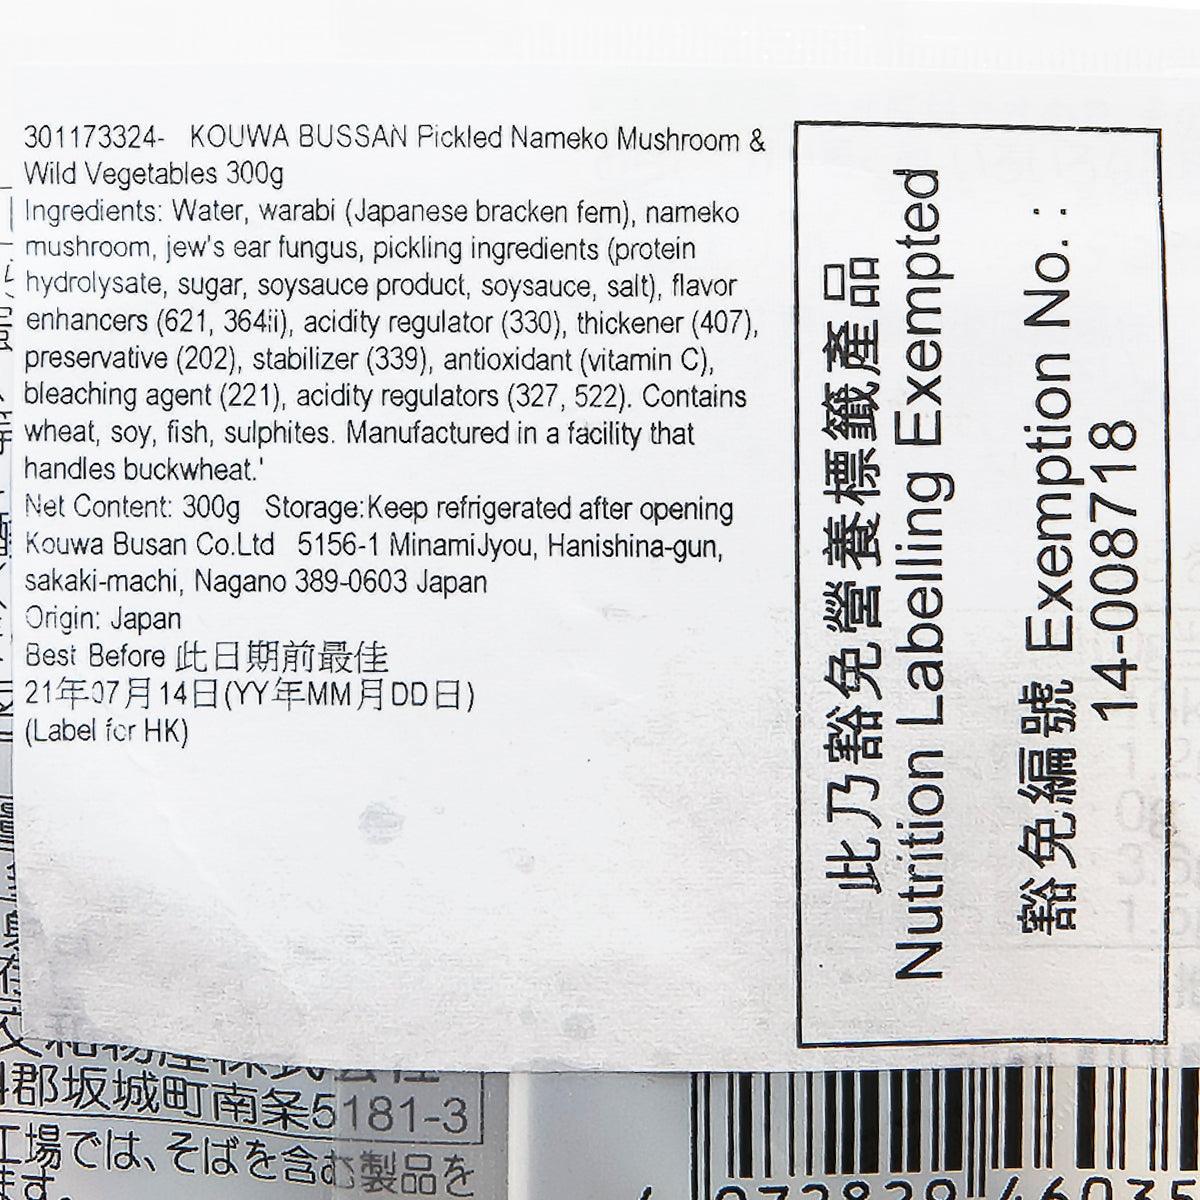 301173324- KOUWA BUSSAN Pickled Nameko Mushroom &
Wild Vegetables 300g
Ingredients: Water, warabi (Japanese bracken fern), nameko
mushroom, jew's ear fungus, pickling ingredients (protein
hydrolysate, sugar, soysauce product, soysauce, salt), flavor
enhancers (621, 364ii), acidity regulator (330), thickener (407),
preservative (202), stabilizer (339), antioxidant (vitamin C),
bleaching agent (221), acidity regulators (327, 522). Contains
wheat, soy, fish, sulphites. Manufactured in a facility that
handles buckwheat.'
Net Content: 300g Storage:Keep refrigerated after opening
Kouwa Busan Co.Ltd 5156-1 MinamiJyou, Hanishina-gun,
sakaki-machi, Nagano 389-0603 Japan
Origin: Japan
Best Before 此日期前最佳
21年07月14日(YY年MM月DD日)
(Label for HK)
此乃豁免營養標籤產品
Nutrition Labelling Exempted
豁免編號 Exemption No. :
14-008718
郡坂城町南条5181-3
工場では、そばを含む製品を
ます。